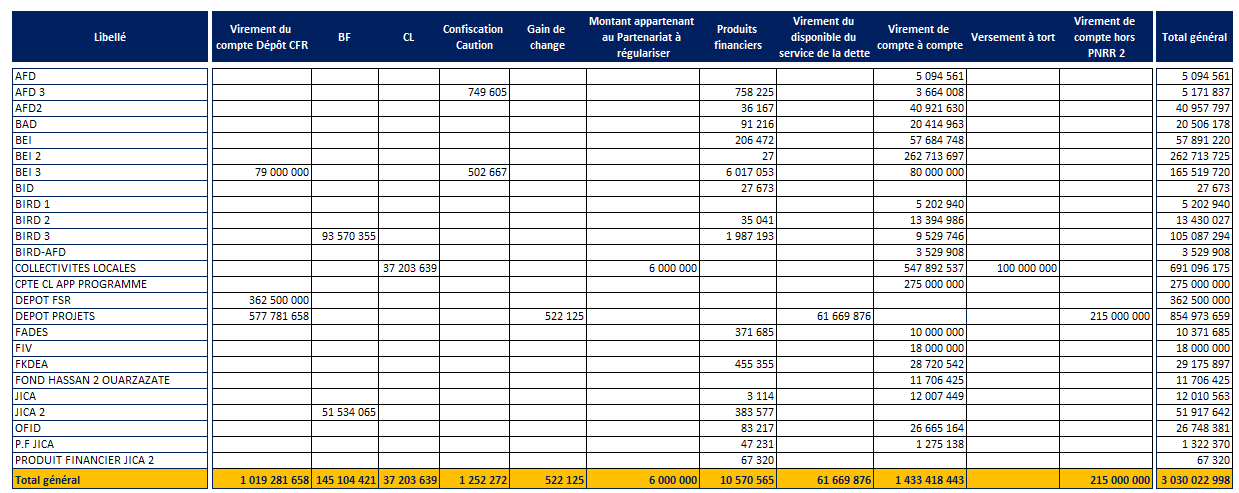 Libellé Virement du compte Dépôt CFR BF CL Confiscation Caution Gain de change Montant appartenant au Partenariat à régulariser Produits financiers Virement du disponible du service de la dette Virement de compte à compte Versement à tort Virement de compte hors PNRR 2 Total général
AFD 5 094 561 5 094 561
AFD 3 749 605 758 225 3 664 008 5 171 837
AFD2 36 167 40 921 630 40 957 797
BAD 91 216 20 414 963 20 506 178
BEI 206 472 57 684 748 57 891 220
BEI 2 27 262 713 697 262 713 725
BEI 3 79 000 000 502 667 6 017 053 80 000 000 165 519 720
BID 27 673 27 673
BIRD 1 5 202 940 5 202 940
BIRD 2 35 041 13 394 986 13 430 027
BIRD 3 93 570 355 1 987 193 9 529 746 105 087 294
BIRD-AFD 3 529 908 3 529 908
COLLECTIVITES LOCALES 37 203 639 6 000 000 547 892 537 100 000 000 691 096 175
CPTE CL APP PROGRAMME 275 000 000 275 000 000
DEPOT FSR 362 500 000 362 500 000
DEPOT PROJETS 577 781 658 522 125 61 669 876 215 000 000 854 973 659
FADES 371 685 10 000 000 10 371 685
FIV 18 000 000 18 000 000
FKDEA 455 355 28 720 542 29 175 897
FOND HASSAN 2 OUARZAZATE 11 706 425 11 706 425
JICA 3 114 12 007 449 12 010 563
JICA 2 51 534 065 383 577 51 917 642
OFID 83 217 26 665 164 26 748 381
P.F JICA 47 231 1 275 138 1 322 370
PRODUIT FINANCIER JICA 2 67 320 67 320
Total général 1 019 281 658 145 104 421 37 203 639 1 252 272 522 125 6 000 000 10 570 565 61 669 876 1 433 418 443 215 000 000 3 030 022 998